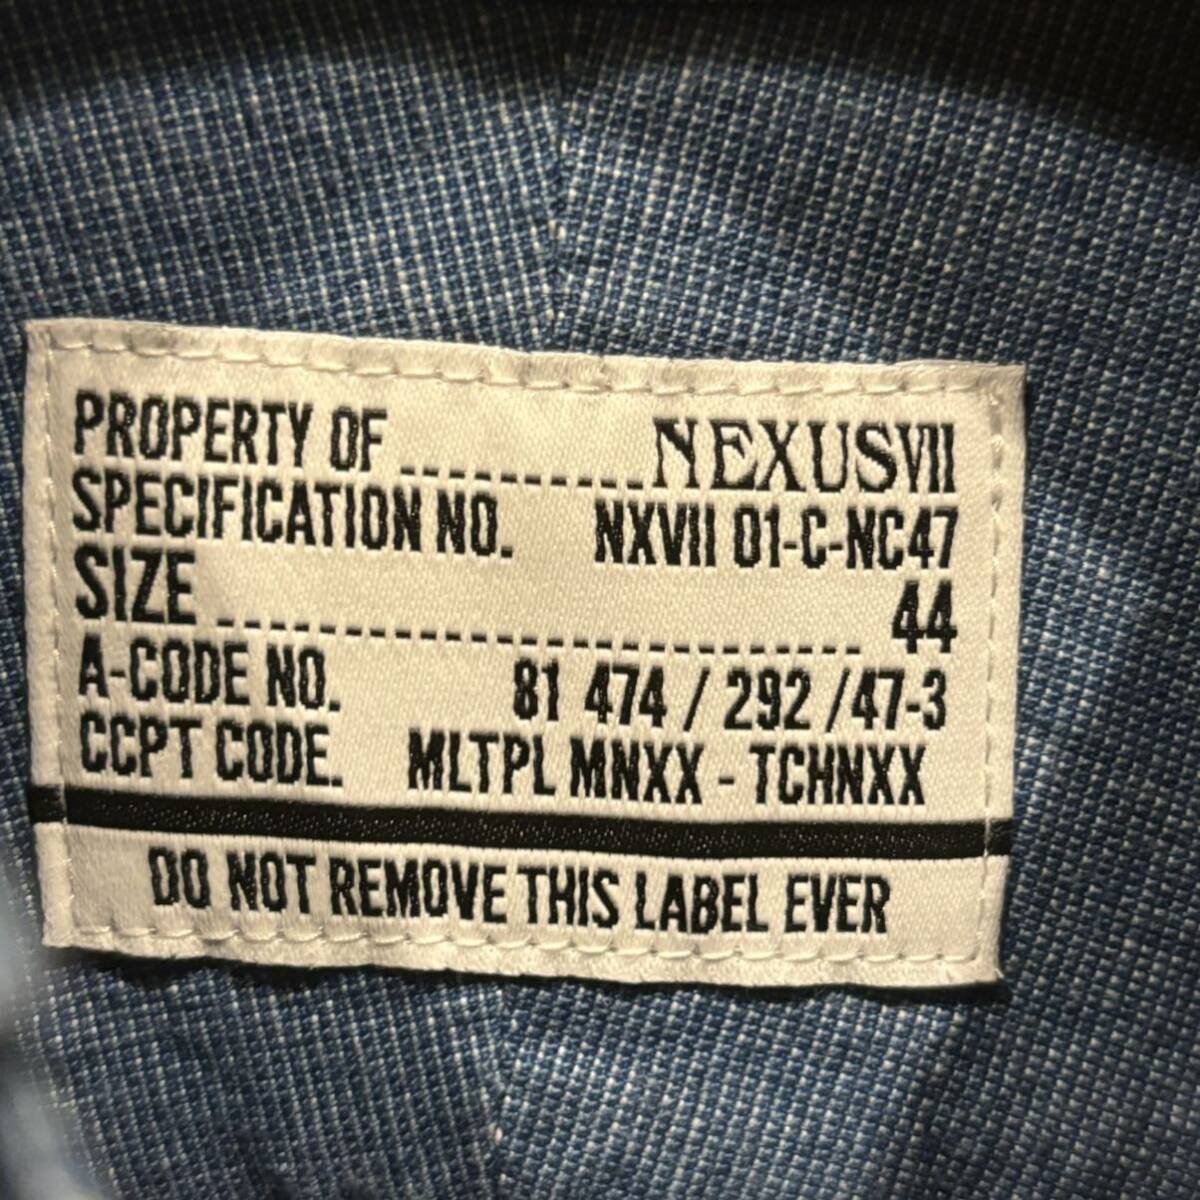 PROPERTY OF ............ NEXUSVII
SPECIFICATION NO. NXVII 01-C-NC47
SIZE .............................. 44
A-CODE NO. 81 474 / 292 /47-3
CCPT CODE. MLTPL MNXX - TCHNXX
DO NOT REMOVE THIS LABEL EVER